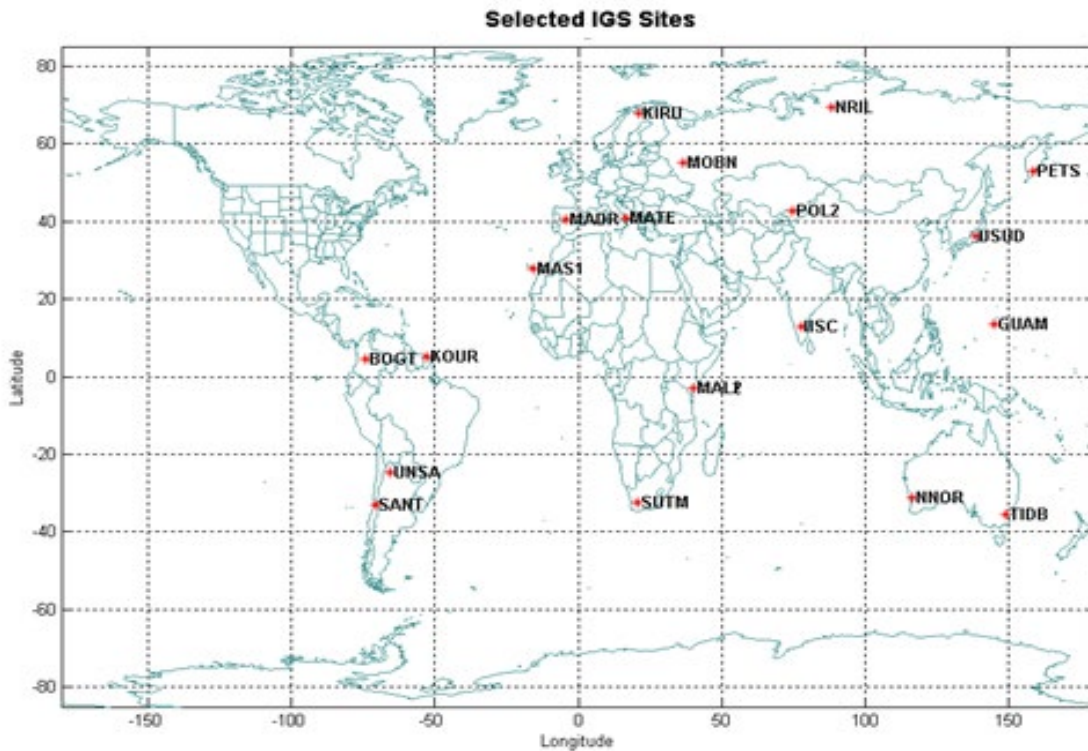 Selected IGS Sites
80
60
40
20
0
-20
-40
-60
-80
Latitude
KIRU
NRIL
MOBN
PETS
POL2
MADR
MATE
USUD
MAS1
IISC
GUAM
BOGT
KOUR
MAL2
UNSA
SANT
SUTM
NNOR
TIDB
-150
-100
-50
0
50
100
150
Longitude